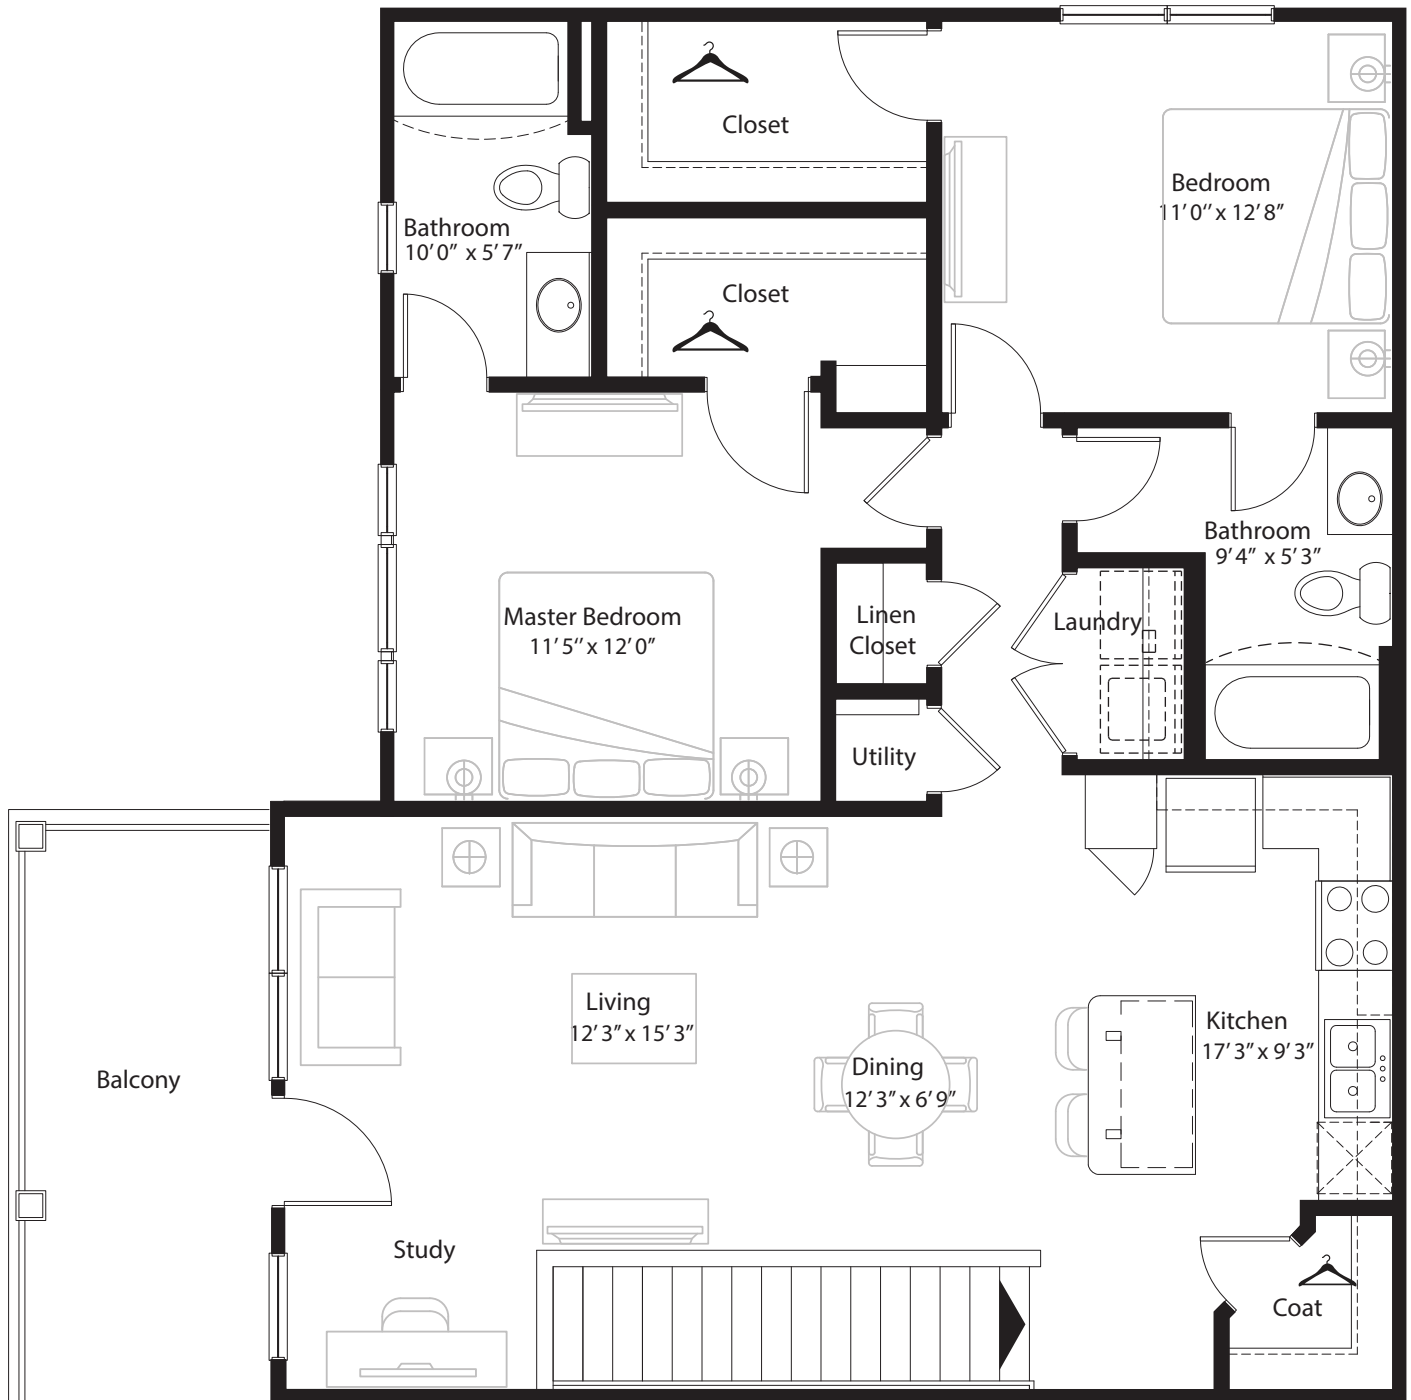 Closet
Bedroom
11'0" x 12'8"
Bathroom
10'0" x 5'7"
Closet
Bathroom
9'4" x 5'3"
Master Bedroom
11'5" x 12'0"
Linen
Closet
Laundry
Utility
Living
12'3" x 15'3"
Kitchen
17'3" x 9'3"
Dining
12'3" x 6'9"
Balcony
Study
Coat